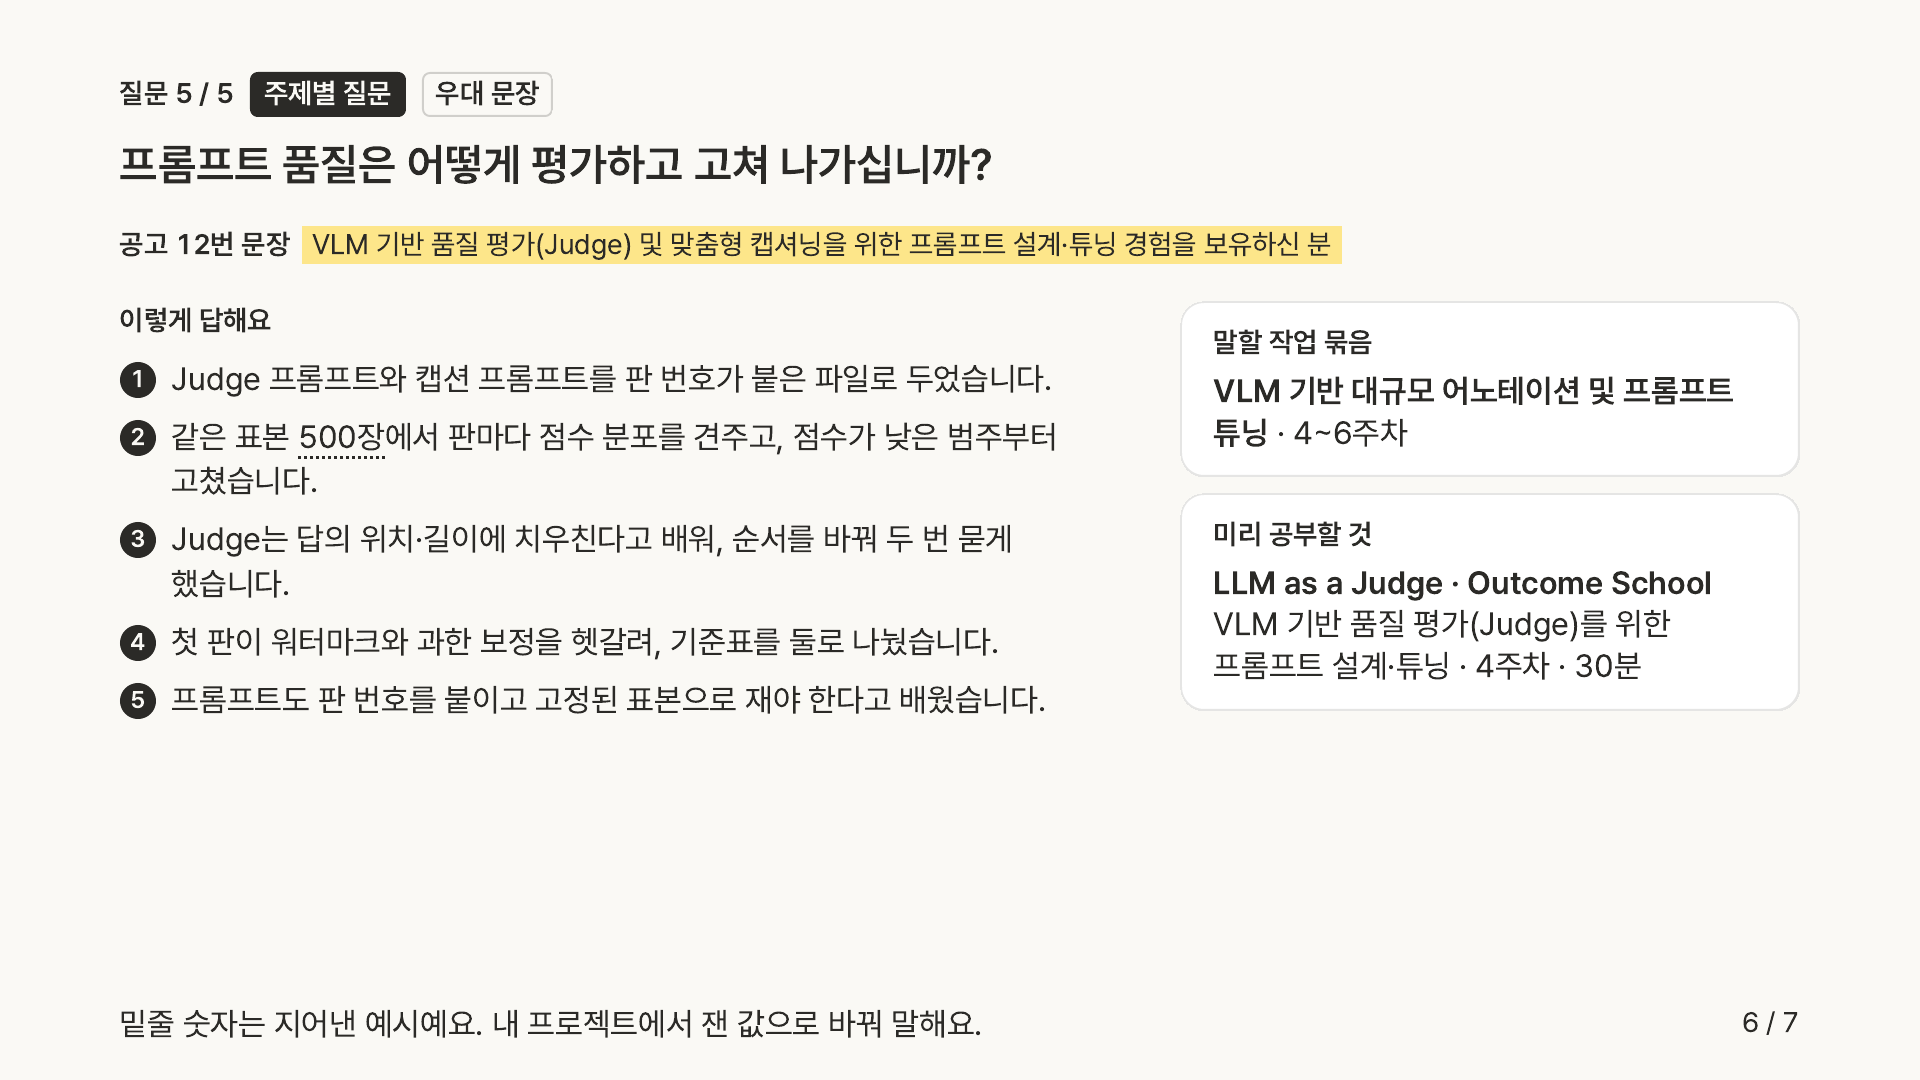 질문 5 / 5 주제별 질문 우대 문장
프롬프트 품질은 어떻게 평가하고 고쳐 나가십니까?
공고 12번 문장 VLM 기반 품질 평가(Judge) 및 맞춤형 캡셔닝을 위한 프롬프트 설계·튜닝 경험을 보유하신 분
이렇게 답해요
1 Judge 프롬프트와 캡션 프롬프트를 판 번호가 붙은 파일로 두었습니다.
2 같은 표본 500장에서 판마다 점수 분포를 견주고, 점수가 낮은 범주부터
고쳤습니다.
3 Judge는 답의 위치·길이에 치우친다고 배워, 순서를 바꿔 두 번 묻게
했습니다.
4 첫 판이 워터마크와 과한 보정을 헷갈려, 기준표를 둘로 나눴습니다.
5 프롬프트도 판 번호를 붙이고 고정된 표본으로 재야 한다고 배웠습니다.
말할 작업 묶음
VLM 기반 대규모 어노테이션 및 프롬프트
튜닝 · 4~6주차
미리 공부할 것
LLM as a Judge · Outcome School
VLM 기반 품질 평가(Judge)를 위한
프롬프트 설계·튜닝 · 4주차 · 30분
밑줄 숫자는 지어낸 예시예요. 내 프로젝트에서 잰 값으로 바꿔 말해요.
6 / 7